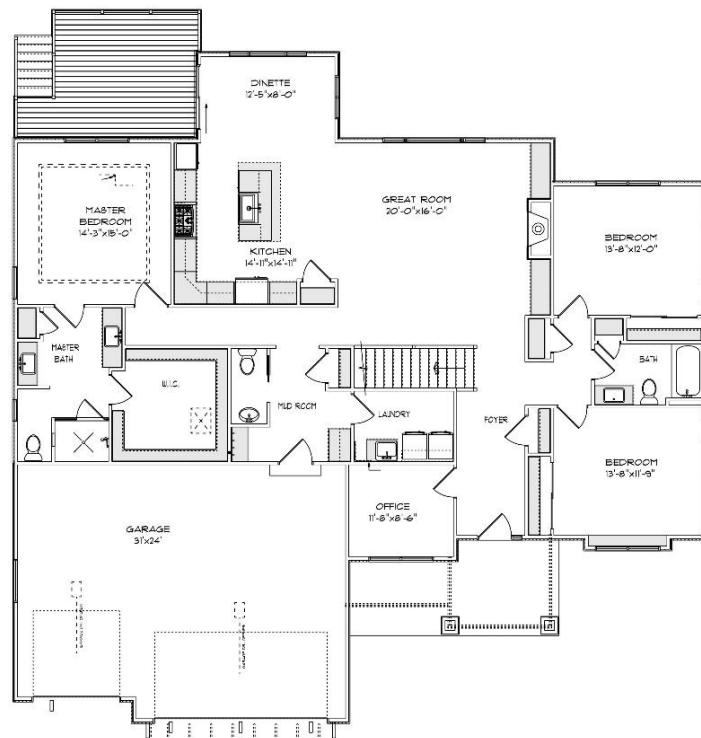 DINETTE
12'-5"x8'-0"
MASTER
BEDROOM
14'-3"x15'-0"
GREAT ROOM
20'-0"x16'-0"
KITCHEN
14'-11"x14'-11"
BEDROOM
13'-8"x12'-0"
MASTER
BATH
W.I.C.
MUD ROOM
LAUNDRY
FOYER
BATH
BEDROOM
13'-8"x11'-9"
OFFICE
11'-8"x8'-6"
GARAGE
31'x24'